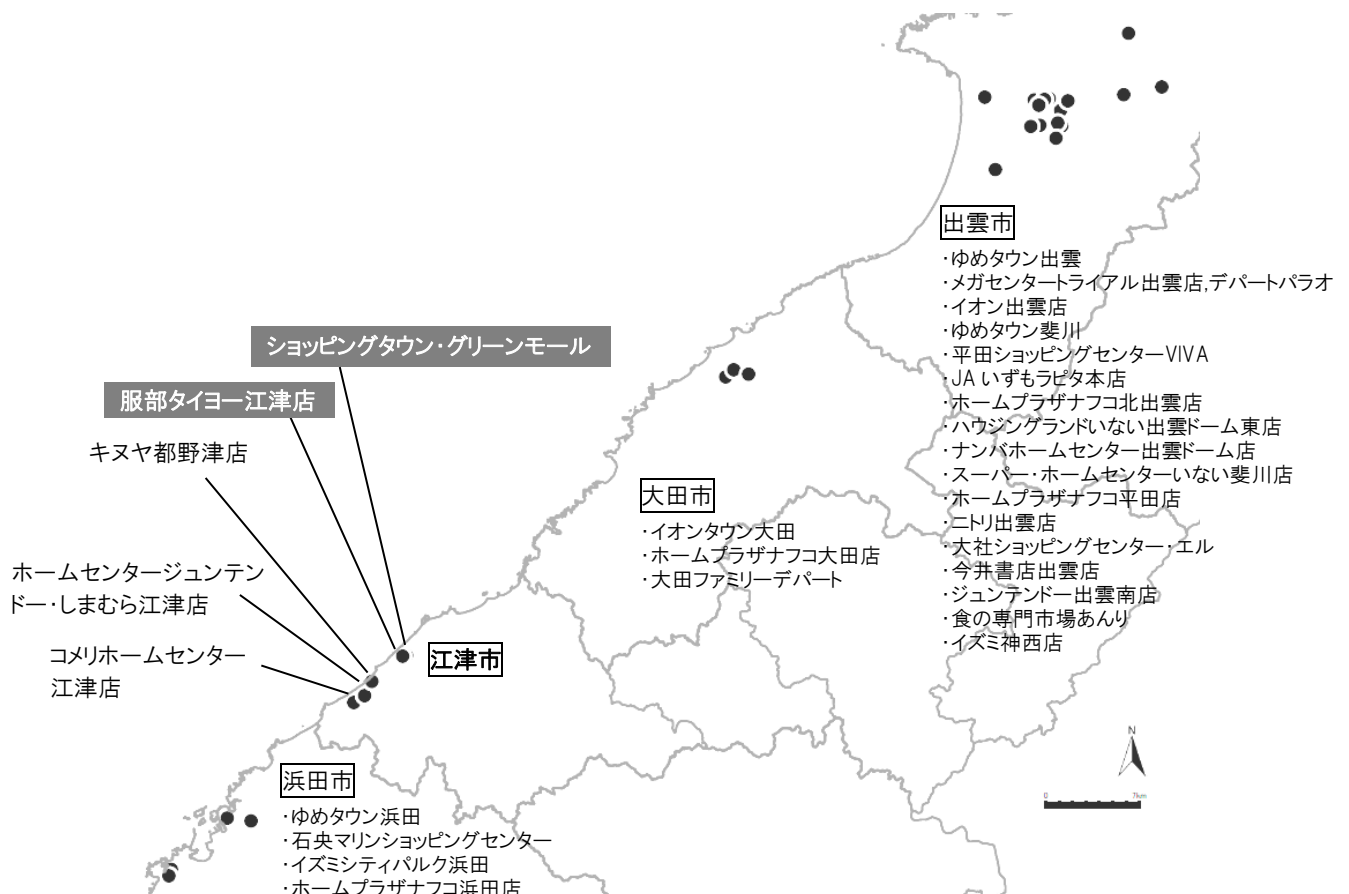 出雲市
・ゆめタウン出雲
・メガセンタートライアル出雲店,デパートパラオ
・イオン出雲店
・ゆめタウン斐川
・平田ショッピングセンターVIVA
・JAいずもラピタ本店
・ホームプラザナフコ北出雲店
・ハウジングランドいない出雲ドーム東店
・ナンバホームセンター出雲ドーム店
・スーパー・ホームセンターいない斐川店
・ホームプラザナフコ平田店
・ニトリ出雲店
・大社ショッピングセンター・エル
・今井書店出雲店
・ジュンテンドー出雲南店
・食の専門市場あんり
・イズミ神西店
ショッピングタウン・グリーンモール
服部タイヨー江津店
キヌヤ都野津店
ホームセンタージュンテン
ドー・しまむら江津店
コメリホームセンター
江津店
江津市
大田市
・イオンタウン大田
・ホームプラザナフコ大田店
・大田ファミリーデパート
浜田市
・ゆめタウン浜田
・石央マリンショッピングセンター
・イズミシティパルク浜田
・ホームプラザナフコ浜田店
N
0 7km